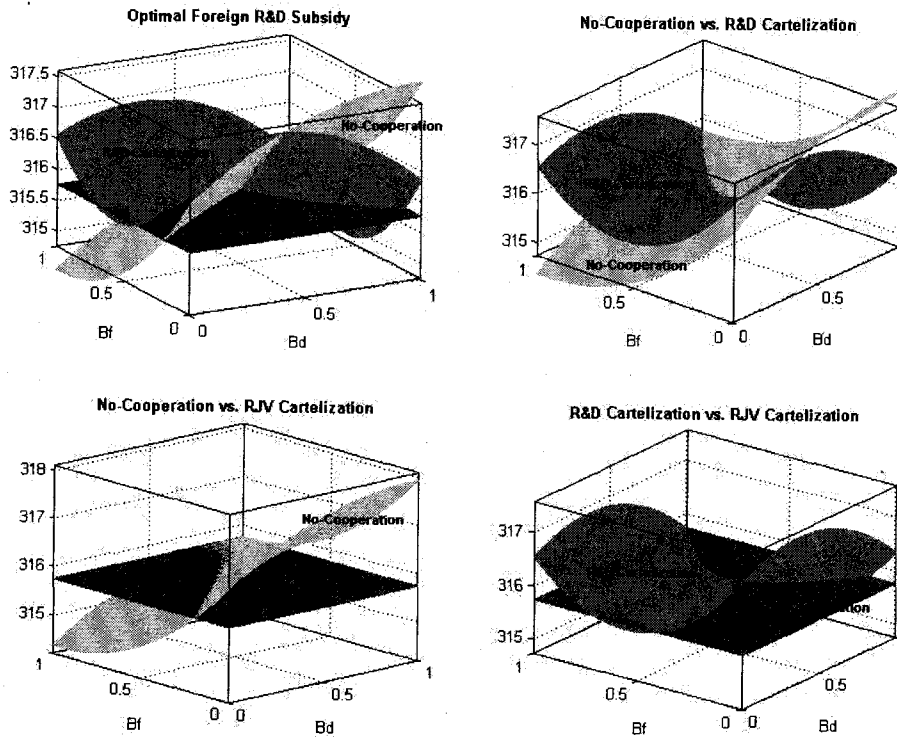 Optimal Foreign R&D Subsidy
317.5
317
316.5
316
315.5
315
1
0.5
0
0
0.5
1
Bf
Bd
No-Cooperation
No-Cooperation vs. R&D Cartelization
317
316
315
1
0.5
0
0
0.5
1
Bf
Bd
No-Cooperation
No-Cooperation vs. RJV Cartelization
318
317
316
315
1
0.5
0
0
0.5
1
Bf
Bd
No-Cooperation
R&D Cartelization vs. RJV Cartelization
317
316
315
1
0.5
0
0
0.5
1
Bf
Bd